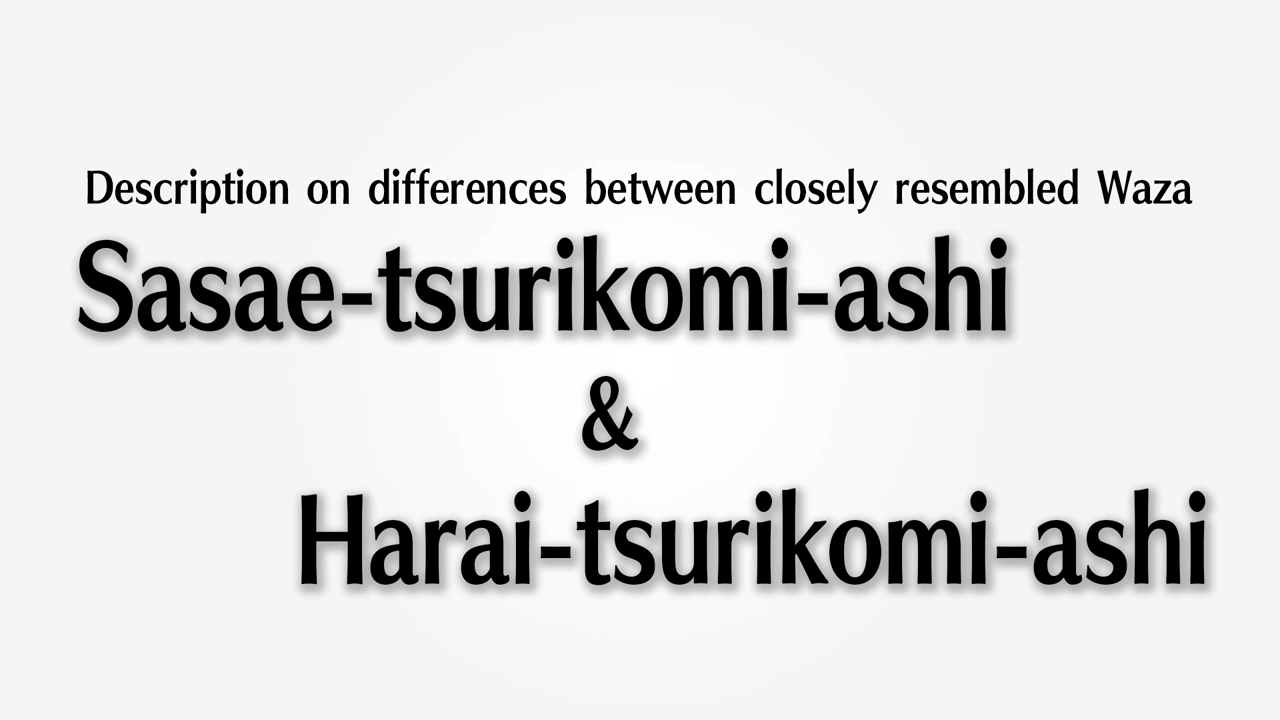 Description on differences between closely resembled Waza
Sasae-tsurikomi-ashi
&
Harai-tsurikomi-ashi